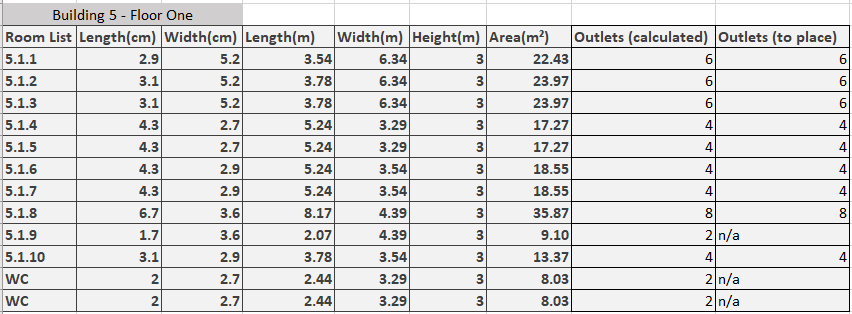 Building 5 - Floor One
Room List Length(cm) Width(cm) Length(m) Width(m) Height(m) Area(m²) Outlets (calculated) Outlets (to place)
5.1.1 2.9 5.2 3.54 6.34 3 22.43 6 6
5.1.2 3.1 5.2 3.78 6.34 3 23.97 6 6
5.1.3 3.1 5.2 3.78 6.34 3 23.97 6 6
5.1.4 4.3 2.7 5.24 3.29 3 17.27 4 4
5.1.5 4.3 2.7 5.24 3.29 3 17.27 4 4
5.1.6 4.3 2.9 5.24 3.54 3 18.55 4 4
5.1.7 4.3 2.9 5.24 3.54 3 18.55 4 4
5.1.8 6.7 3.6 8.17 4.39 3 35.87 8 8
5.1.9 1.7 3.6 2.07 4.39 3 9.10 2 n/a
5.1.10 3.1 2.9 3.78 3.54 3 13.37 4 4
WC 2 2.7 2.44 3.29 3 8.03 2 n/a
WC 2 2.7 2.44 3.29 3 8.03 2 n/a